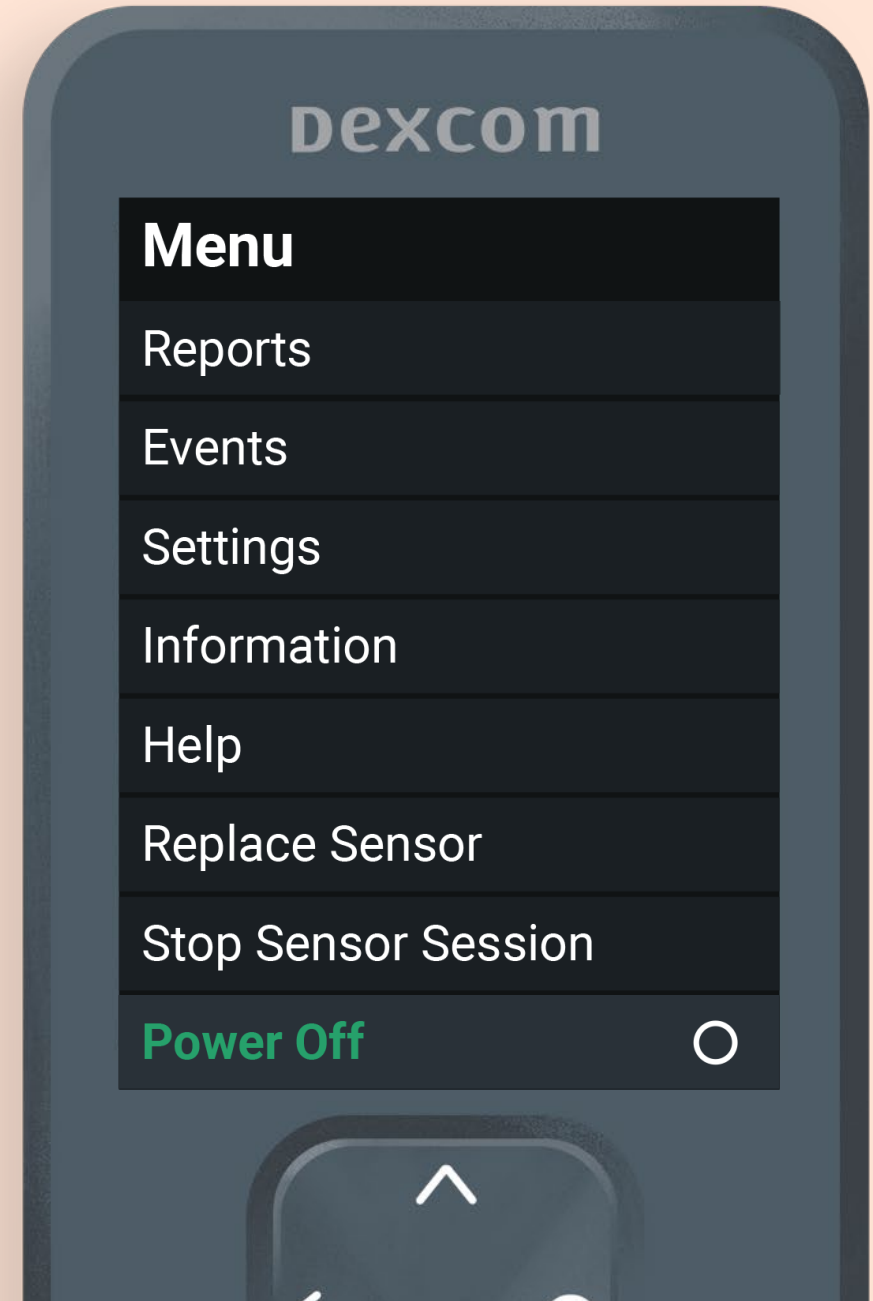 Dexcom
Menu
Reports
Events
Settings
Information
Help
Replace Sensor
Stop Sensor Session
Power Off